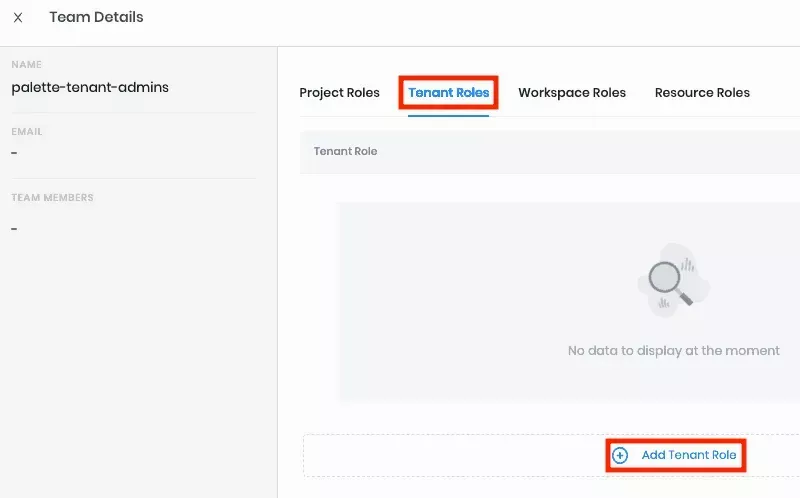 Team Details
NAME
palette-tenant-admins
EMAIL
-
TEAM MEMBERS
-
Project Roles Tenant Roles Workspace Roles Resource Roles
Tenant Role
No data to display at the moment
Add Tenant Role